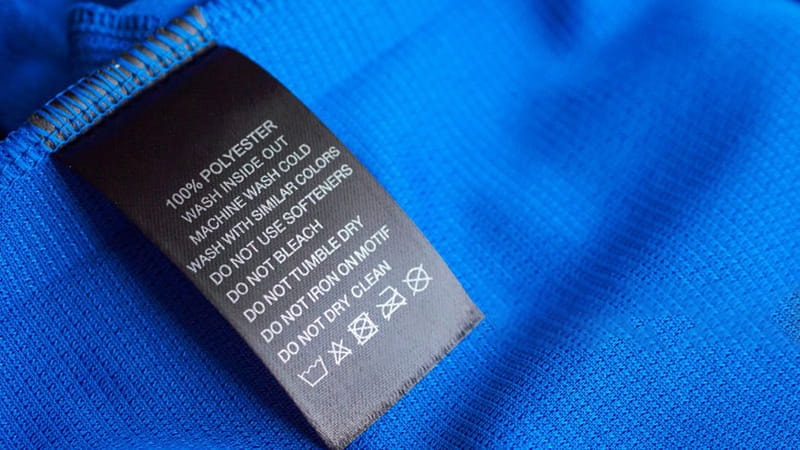 100% POLYESTER
WASH INSIDE OUT
MACHINE WASH COLD
WASH WITH SIMILAR COLORS
DO NOT USE SOFTENERS
DO NOT BLEACH
DO NOT TUMBLE DRY
DO NOT IRON ON MOTIF
DO NOT DRY CLEAN